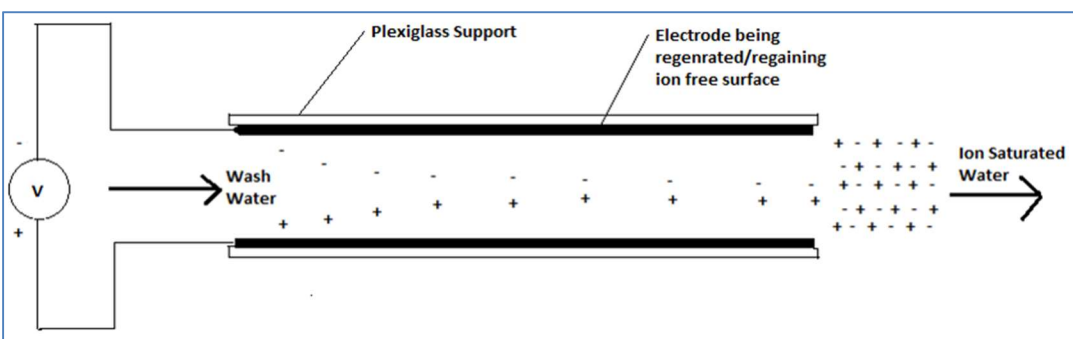 Plexiglass Support
Electrode being
regenrated/regaining
ion free surface
-
V
+
Wash
Water
- - - - - - - - -
+ + + + + + + + +
+ - + - + -
- + - + - +
+ - + - + -
- + - + - +
+ - + - + -
Ion Saturated
Water